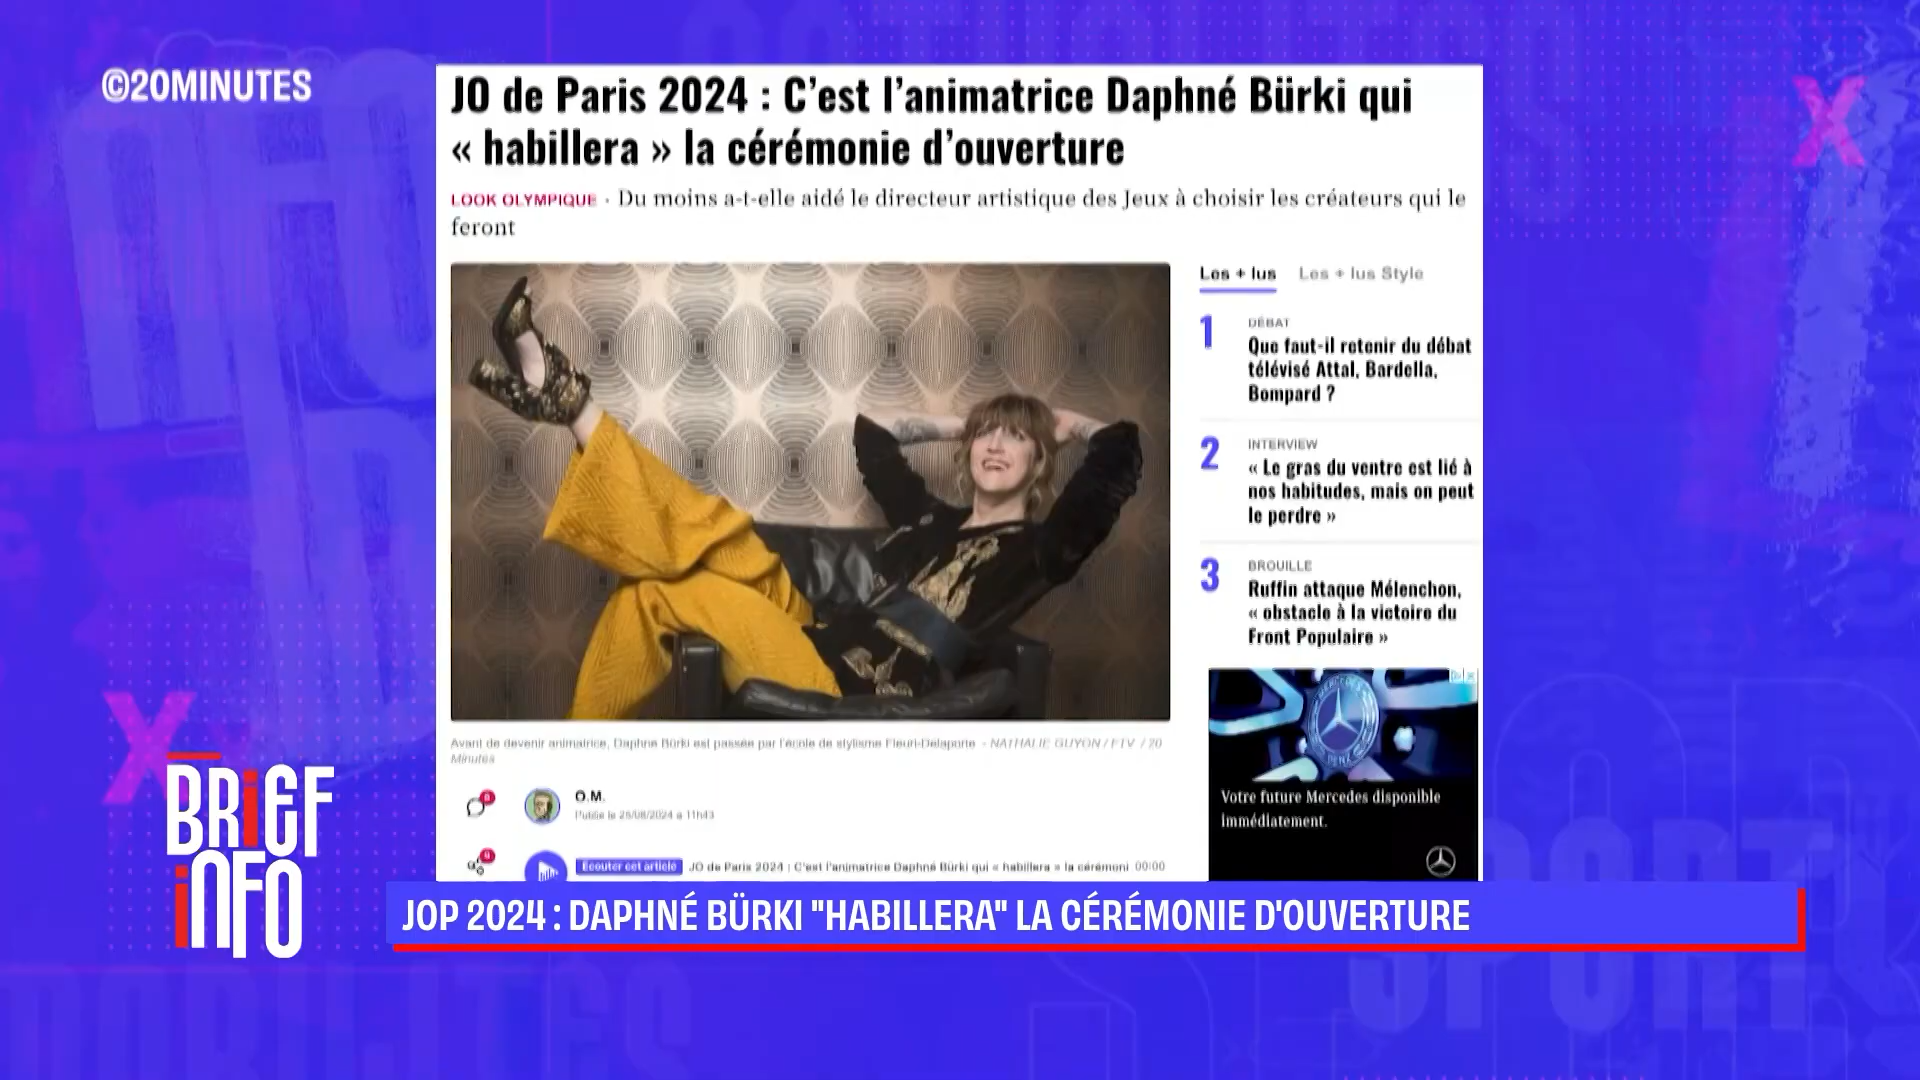 ©20MINUTES
JO de Paris 2024 : C’est l’animatrice Daphné Bürki qui
« habillera » la cérémonie d’ouverture
LOOK OLYMPIQUE · Du moins a-t-elle aidé le directeur artistique des Jeux à choisir les créateurs qui le
feront
Les + lus Les + lus Style
1 DÉBAT
Que faut-il retenir du débat
télévisé Attal, Bardella,
Bompard ?
2 INTERVIEW
« Le gras du ventre est lié à
nos habitudes, mais on peut
le perdre »
3 BROUILLE
Ruffin attaque Mélenchon,
« obstacle à la victoire du
Front Populaire »
Votre future Mercedes disponible
immédiatement.
Avant de devenir animatrice, Daphné Bürki est passée par l'école de stylisme Fleuri-Delaporte - NATHALIE GUYON / FTV / 20
Minutes
O.M.
Publié le à 11h43
Ecouter cet article JO de Paris 2024 : C'est l'animatrice Daphné Bürki qui « habillera » la cérémoni 00:00
BRiEF
iNFO
JOP 2024 : DAPHNÉ BÜRKI "HABILLERA" LA CÉRÉMONIE D'OUVERTURE